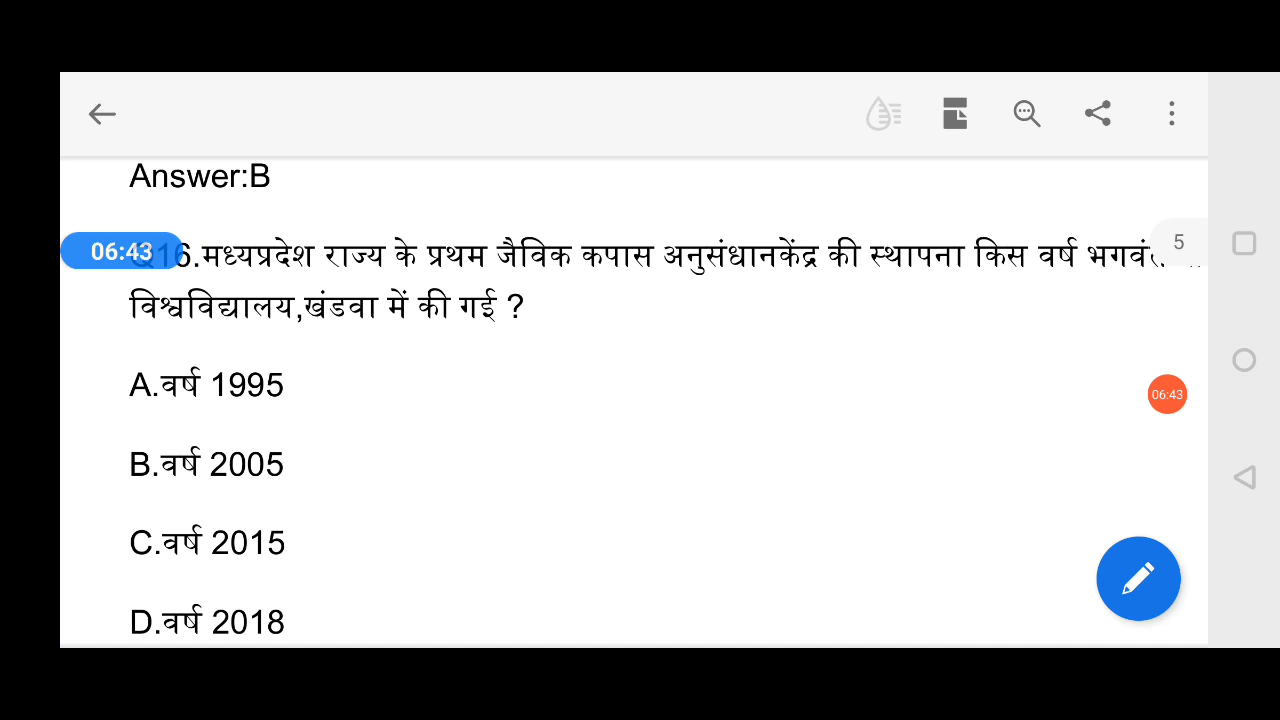 Answer:B
Q16.मध्यप्रदेश राज्य के प्रथम जैविक कपास अनुसंधानकेंद्र की स्थापना किस वर्ष
विश्वविद्यालय,खंडवा में की गई ?
A.वर्ष 1995
B.वर्ष 2005
C.वर्ष 2015
D.वर्ष 2018
06:43
5
06:43